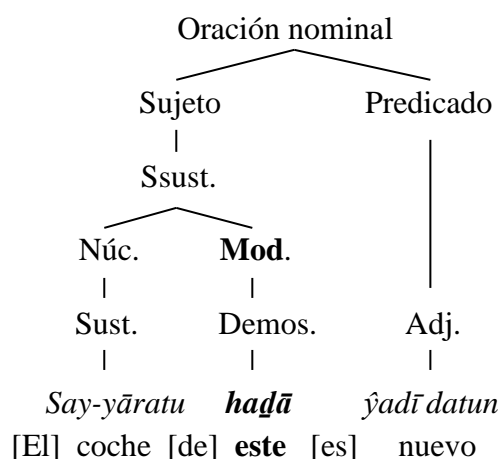 Oración nominal
Sujeto Predicado
Ssust.
Núc. Mod.
Sust. Demos. Adj.
Say-yāratu haḏā ŷadī datun
[El] coche [de] este [es] nuevo